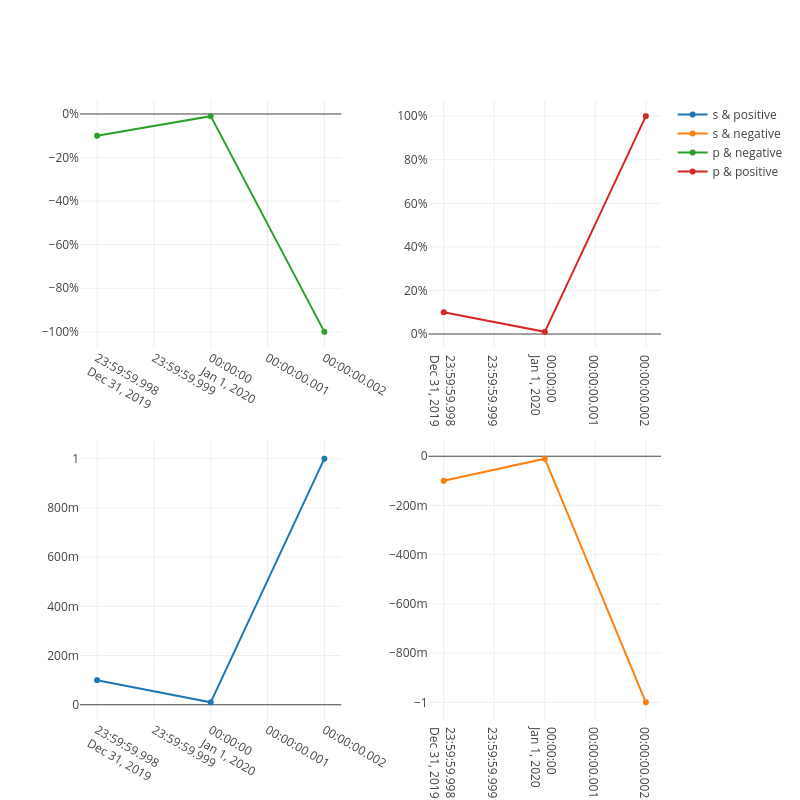 0%
−20%
−40%
−60%
−80%
−100%
23:59:59.998
Dec 31, 2019
23:59:59.999
00:00:00
Jan 1, 2020
00:00:00.001
00:00:00.002
100%
80%
60%
40%
20%
0%
23:59:59.998
Dec 31, 2019
23:59:59.999
00:00:00
Jan 1, 2020
00:00:00.001
00:00:00.002
s & positive
s & negative
p & negative
p & positive
1
800m
600m
400m
200m
0
23:59:59.998
Dec 31, 2019
23:59:59.999
00:00:00
Jan 1, 2020
00:00:00.001
00:00:00.002
0
−200m
−400m
−600m
−800m
−1
23:59:59.998
Dec 31, 2019
23:59:59.999
00:00:00
Jan 1, 2020
00:00:00.001
00:00:00.002